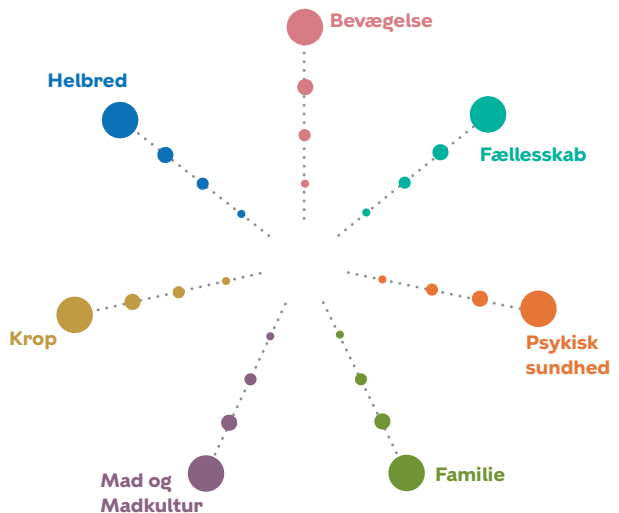 Bevægelse
Helbred
Fællesskab
Krop
Psykisk
sundhed
Mad og
Madkultur
Familie